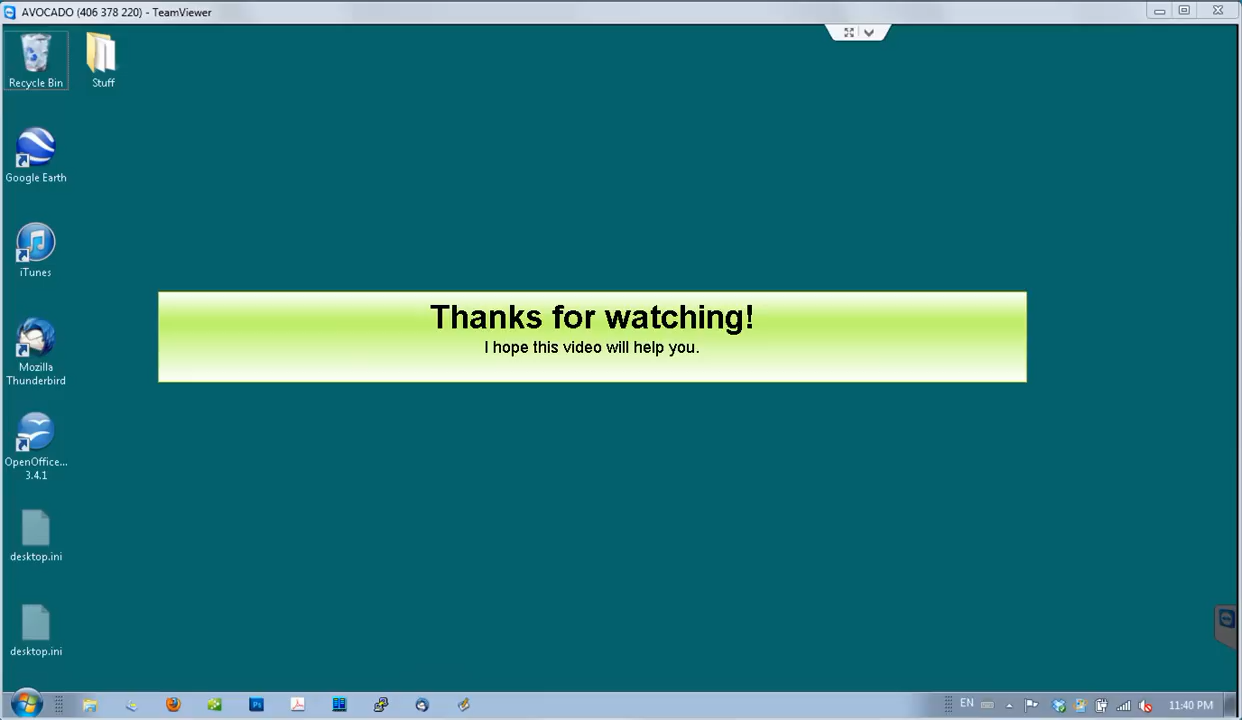 AVOCADO (406 378 220) - TeamViewer
Recycle Bin
Stuff
Google Earth
iTunes
Mozilla
Thunderbird
OpenOffice...
3.4.1
desktop.ini
desktop.ini
Thanks for watching!
I hope this video will help you.
EN
11:40 PM